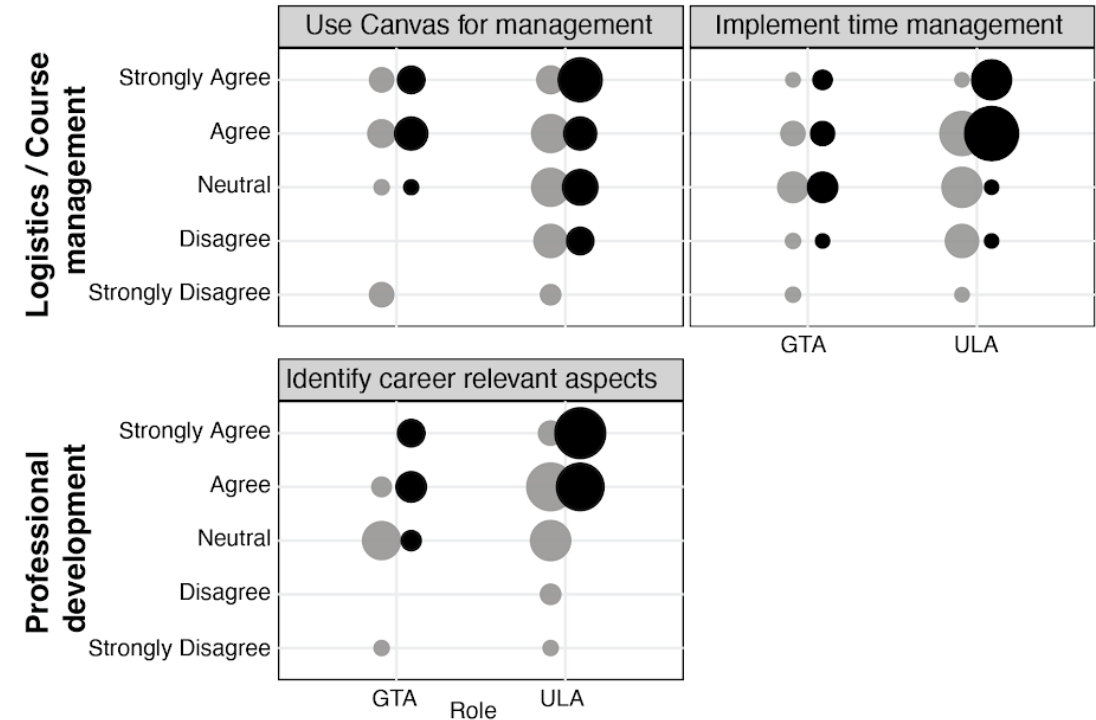 Use Canvas for management
Implement time management
Logistics / Course
management
Strongly Agree
Agree
Neutral
Disagree
Strongly Disagree
GTA
ULA
Identify career relevant aspects
Professional
development
Strongly Agree
Agree
Neutral
Disagree
Strongly Disagree
GTA
ULA
Role